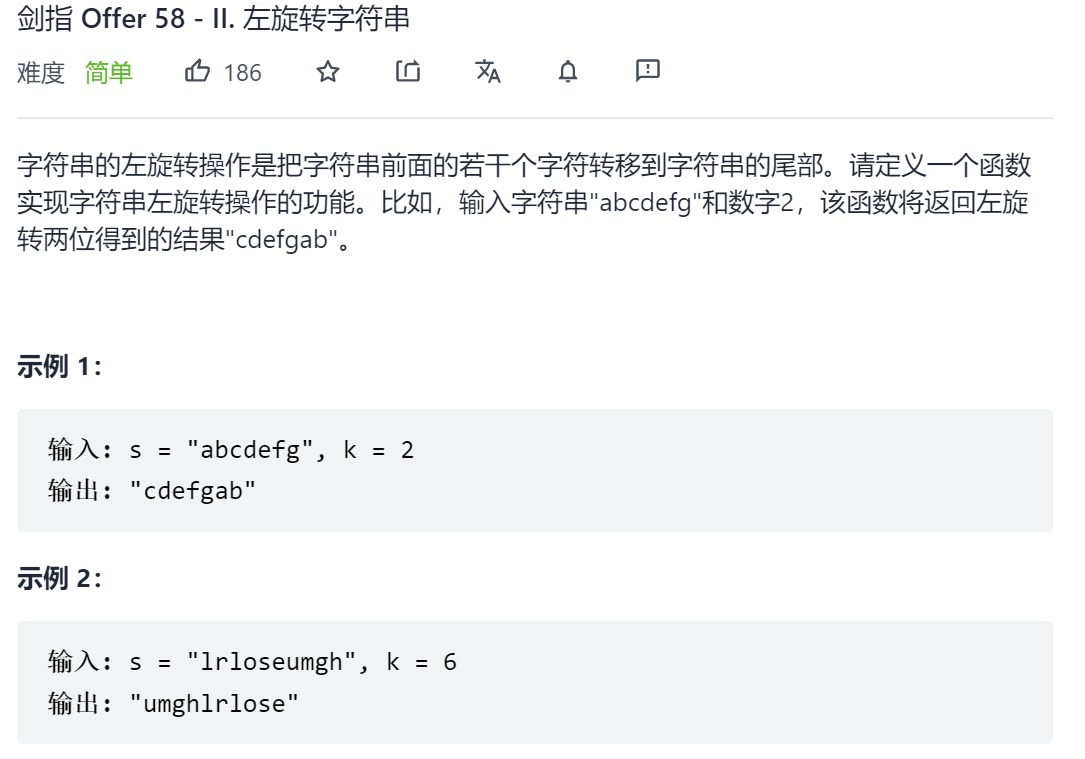 剑指 Offer 58 - II. 左旋转字符串
难度 简单 186
字符串的左旋转操作是把字符串前面的若干个字符转移到字符串的尾部。请定义一个函数
实现字符串左旋转操作的功能。比如，输入字符串"abcdefg"和数字2，该函数将返回左旋
转两位得到的结果"cdefgab"。
示例 1：
输入: s = "abcdefg", k = 2
输出: "cdefgab"
示例 2：
输入: s = "lrloseumgh", k = 6
输出: "umghlrlose"